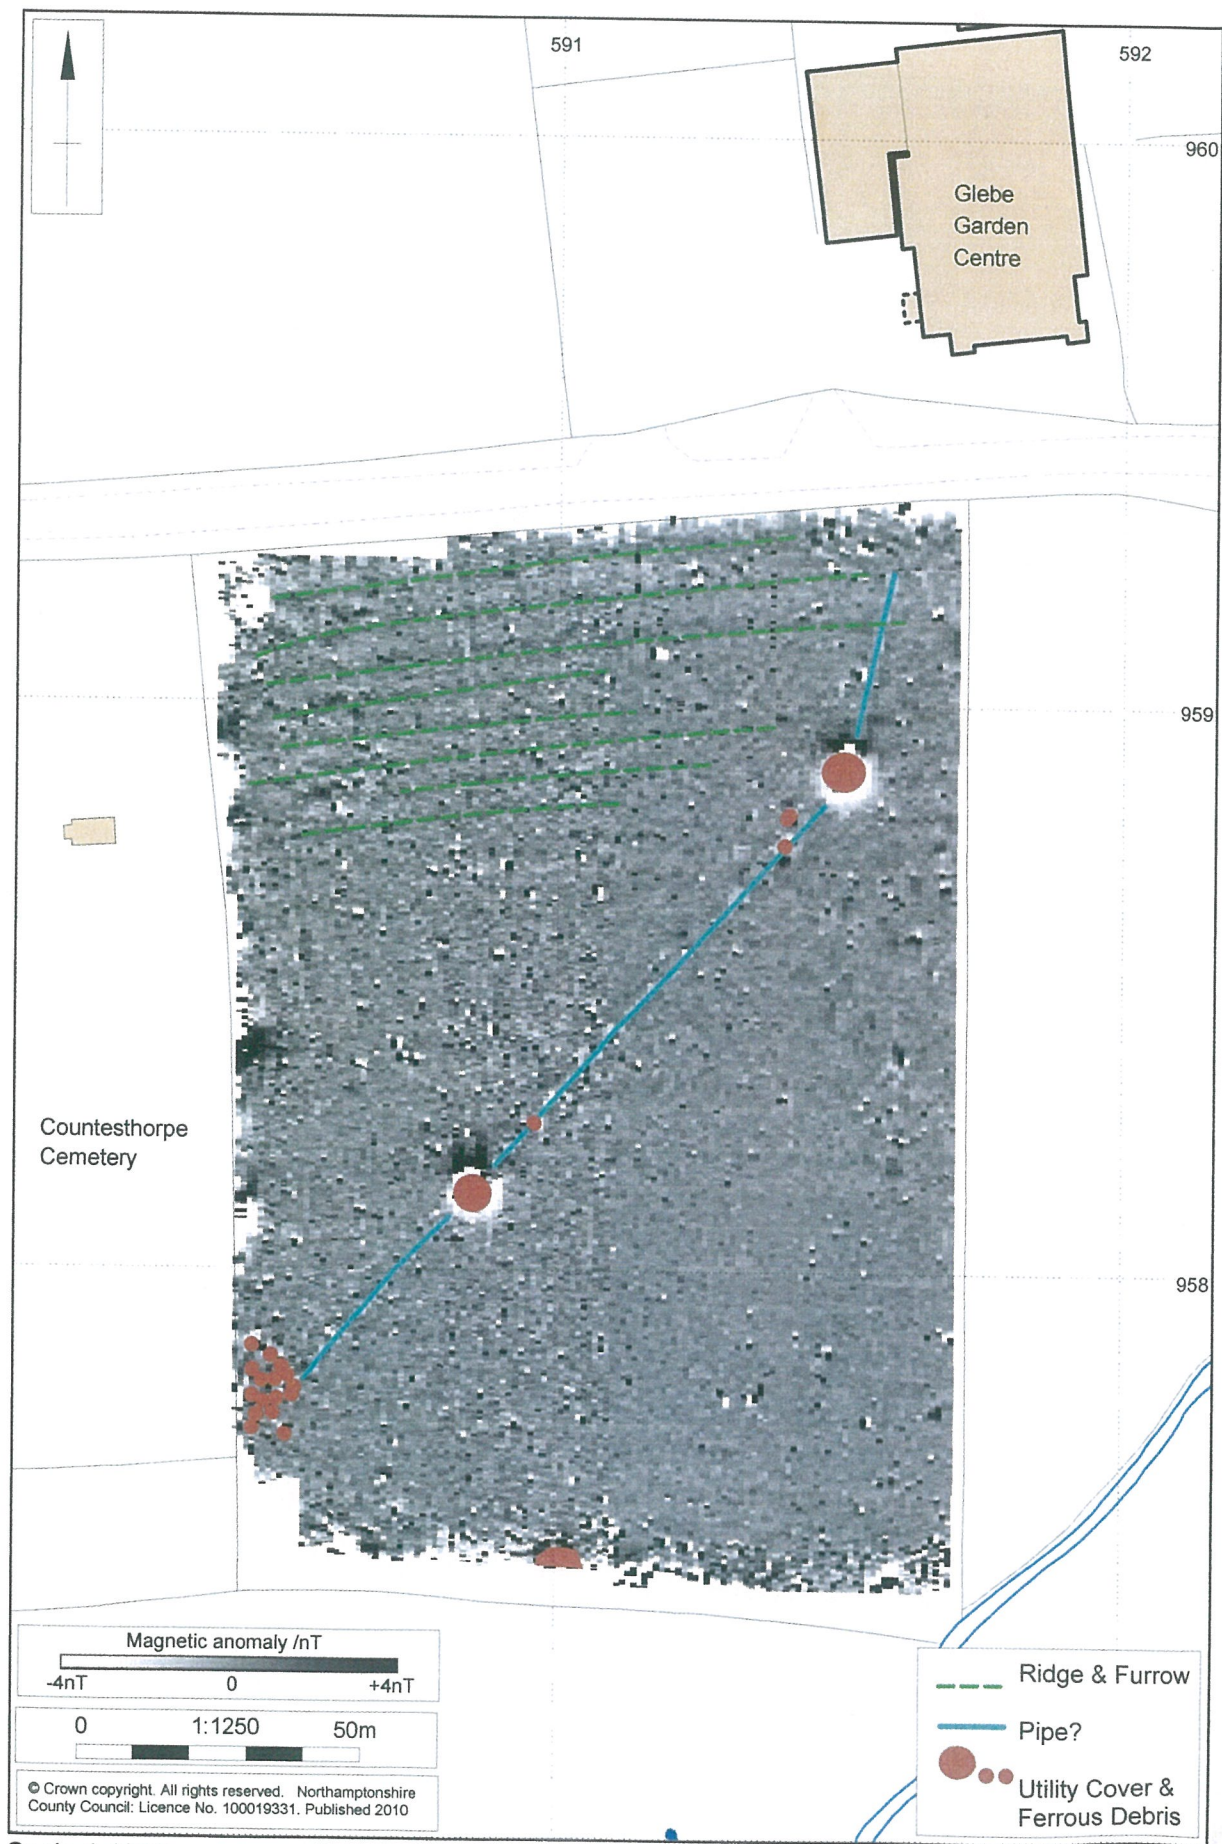 591
592
960
Glebe
Garden
Centre
959
Countesthorpe
Cemetery
958
Magnetic anomaly /nT
-4nT 0 +4nT
0 1:1250 50m
© Crown copyright. All rights reserved. Northamptonshire
County Council: Licence No. 100019331. Published 2010
Ridge & Furrow
Pipe?
Utility Cover &
Ferrous Debris